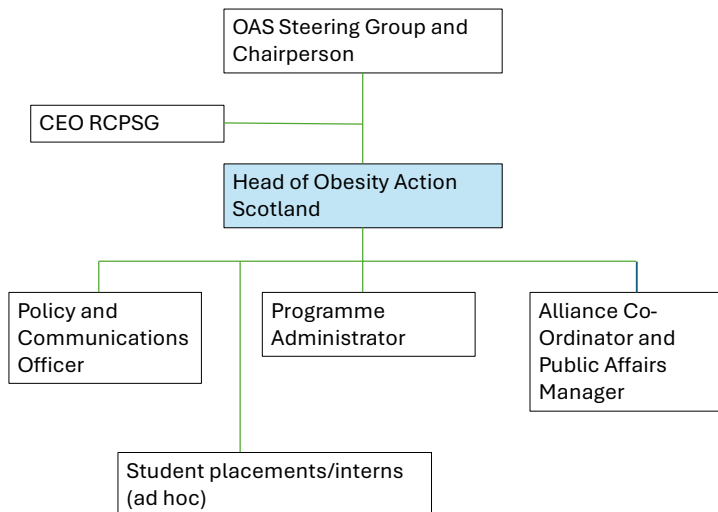 OAS Steering Group and
Chairperson
CEO RCPSG
Head of Obesity Action
Scotland
Policy and
Communications
Officer
Programme
Administrator
Alliance Co-
Ordinator and
Public Affairs
Manager
Student placements/interns
(ad hoc)